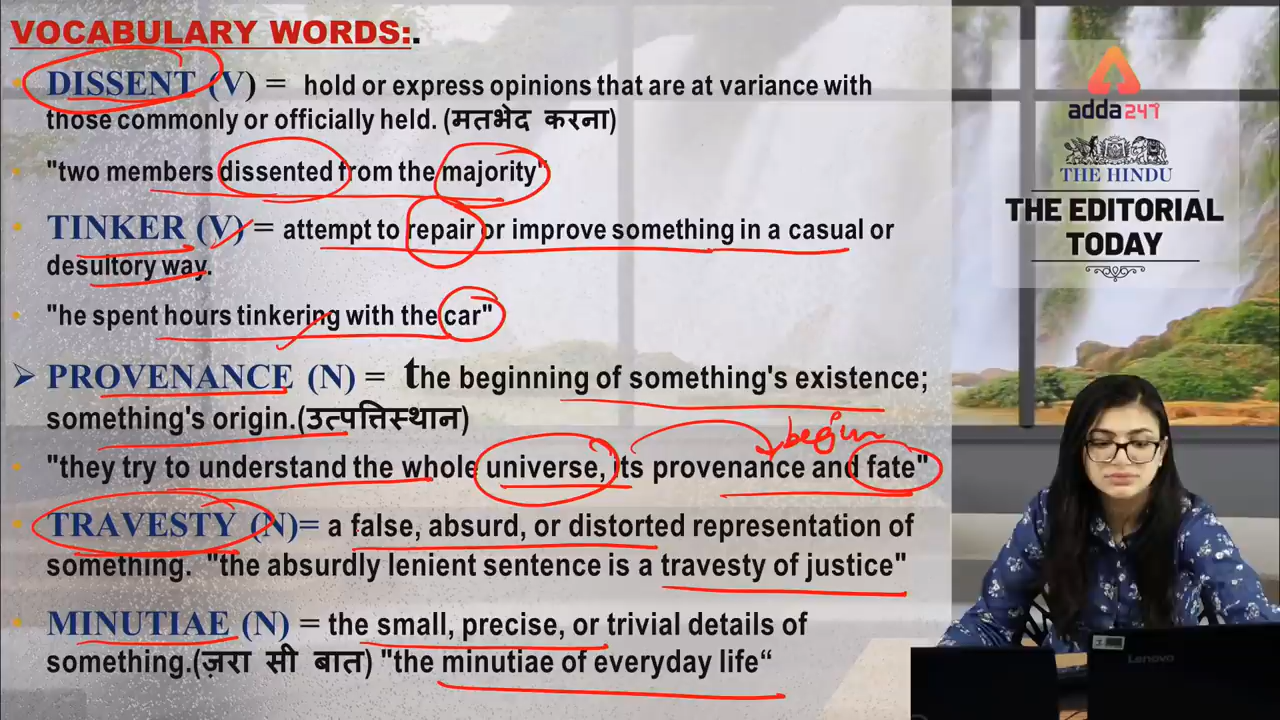 VOCABULARY WORDS:.
DISSENT (V) = hold or express opinions that are at variance with
those commonly or officially held. (मतभेद करना)
"two members dissented from the majority"
TINKER (V) = attempt to repair or improve something in a casual or
desultory way.
"he spent hours tinkering with the car"
PROVENANCE (N) = the beginning of something's existence;
something's origin.(उत्पत्तिस्थान)
begin
"they try to understand the whole universe, its provenance and fate"
TRAVESTY (N)= a false, absurd, or distorted representation of
something. "the absurdly lenient sentence is a travesty of justice"
MINUTIAE (N) = the small, precise, or trivial details of
something.(ज़रा सी बात) "the minutiae of everyday life“
adda247
THE HINDU
THE EDITORIAL
TODAY
Lenovo